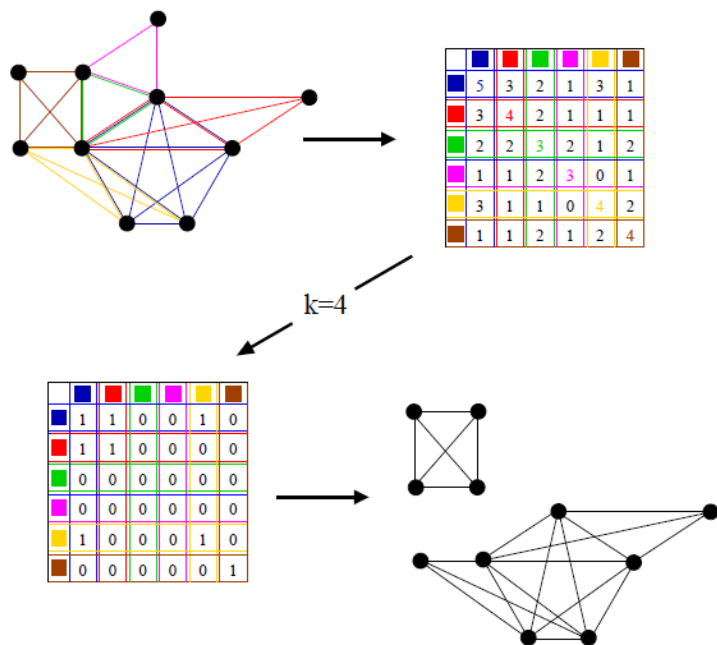 5 3 2 1 3 1
3 4 2 1 1 1
2 2 3 2 1 2
1 1 2 3 0 1
3 1 1 0 4 2
1 1 2 1 2 4
k=4
1 1 0 0 1 0
1 1 0 0 0 0
0 0 0 0 0 0
0 0 0 0 0 0
1 0 0 0 1 0
0 0 0 0 0 1